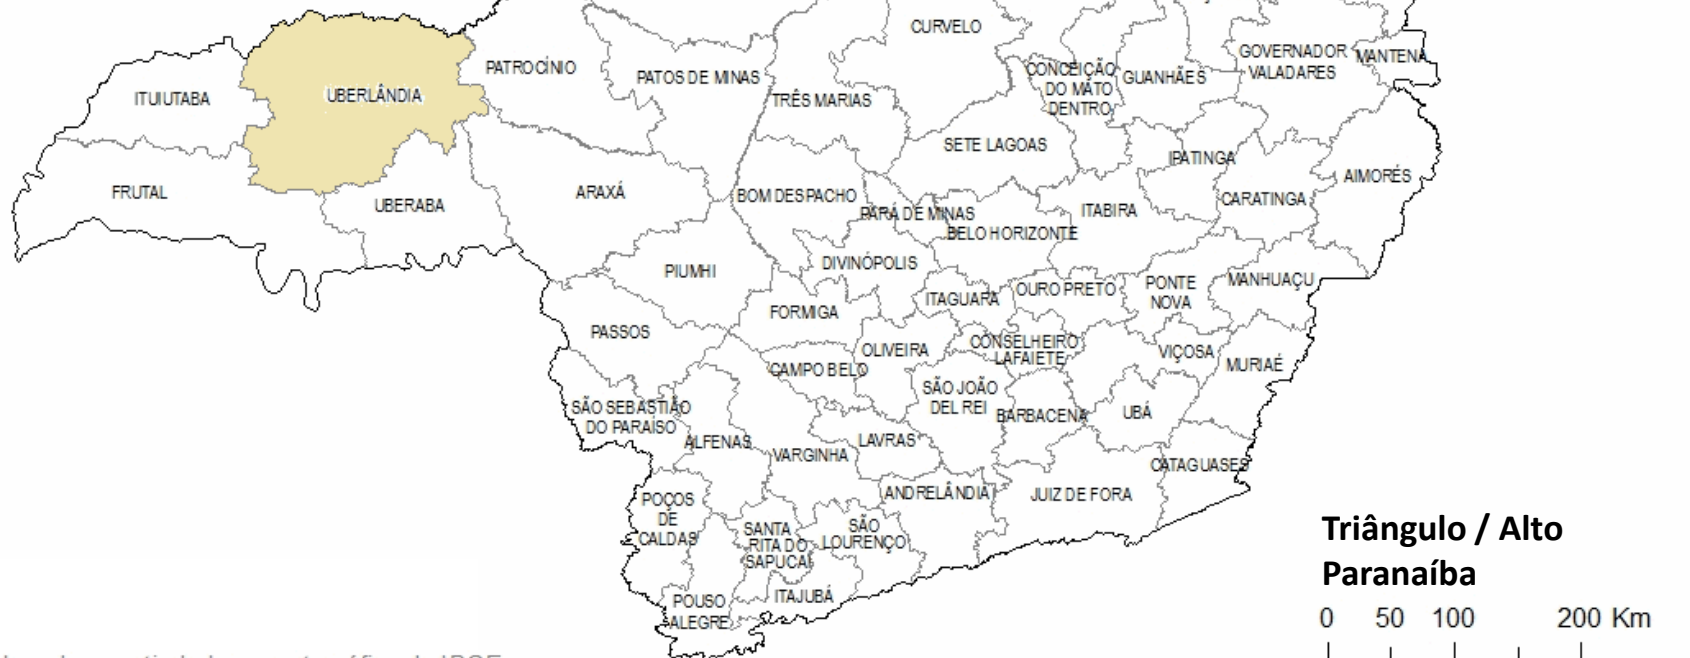 CURVELO
GOVERNADOR
VALADARES
MANTENA
PATROCÍNIO
PATOS DE MINAS
CONCEIÇÃO
DO MATO
DENTRO
GUANHÃES
ITUIUTABA
UBERLÂNDIA
TRÊS MARIAS
SETE LAGOAS
IPATINGA
AIMORÉS
FRUTAL
UBERABA
ARAXÁ
BOM DESPACHO
PARÁ DE MINAS
BELO HORIZONTE
ITABIRA
CARATINGA
PIUMHI
DIVINÓPOLIS
ITAGUARA
OURO PRETO
PONTE
NOVA
MANHUAÇU
PASSOS
FORMIGA
OLIVEIRA
CONSELHEIRO
LAFAIETE
VIÇOSA
MURIAÉ
CAMPO BELO
SÃO JOÃO
DEL REI
BARBACENA
UBÁ
SÃO SEBASTIÃO
DO PARAÍSO
ALFENAS
VARGINHA
LAVRAS
CATAGUASES
ANDRELÂNDIA
JUIZ DE FORA
POÇOS
DE
CALDAS
SANTA
RITA DO
SAPUCAÍ
SÃO
LOURENÇO
POUSO
ALEGRE
ITAJUBÁ
Triângulo / Alto
Paranaíba
0 50 100 200 Km